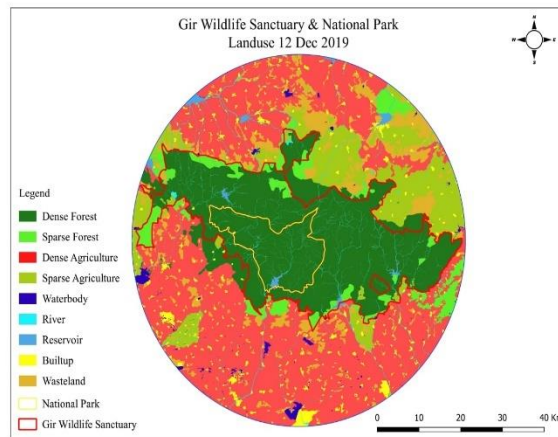 Gir Wildlife Sanctuary & National Park
Landuse 12 Dec 2019
N
W E
S
Legend
Dense Forest
Sparse Forest
Dense Agriculture
Sparse Agriculture
Waterbody
River
Reservoir
Builtup
Wasteland
National Park
Gir Wildlife Sanctuary
0 10 20 30 40 Km